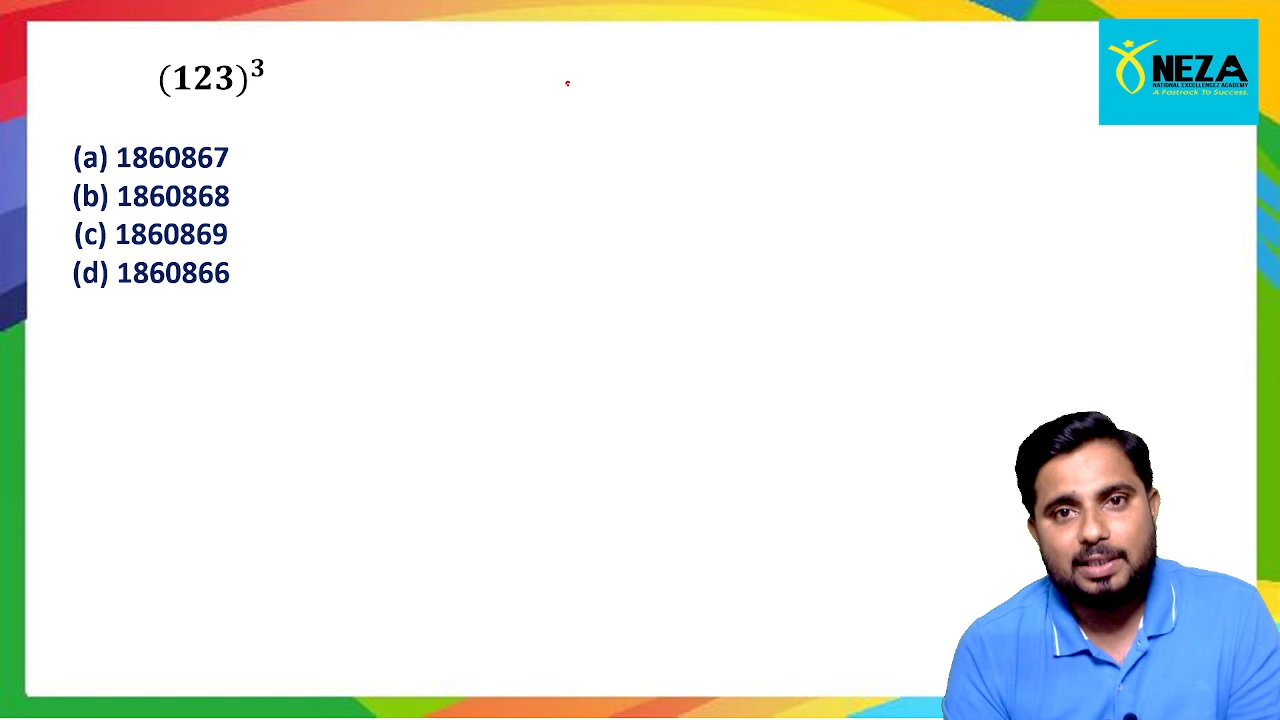 (123)³
(a) 1860867
(b) 1860868
(c) 1860869
(d) 1860866
NEZA
NATIONAL EXCELLENCEZ ACADEMY
A Fastrack To Success.